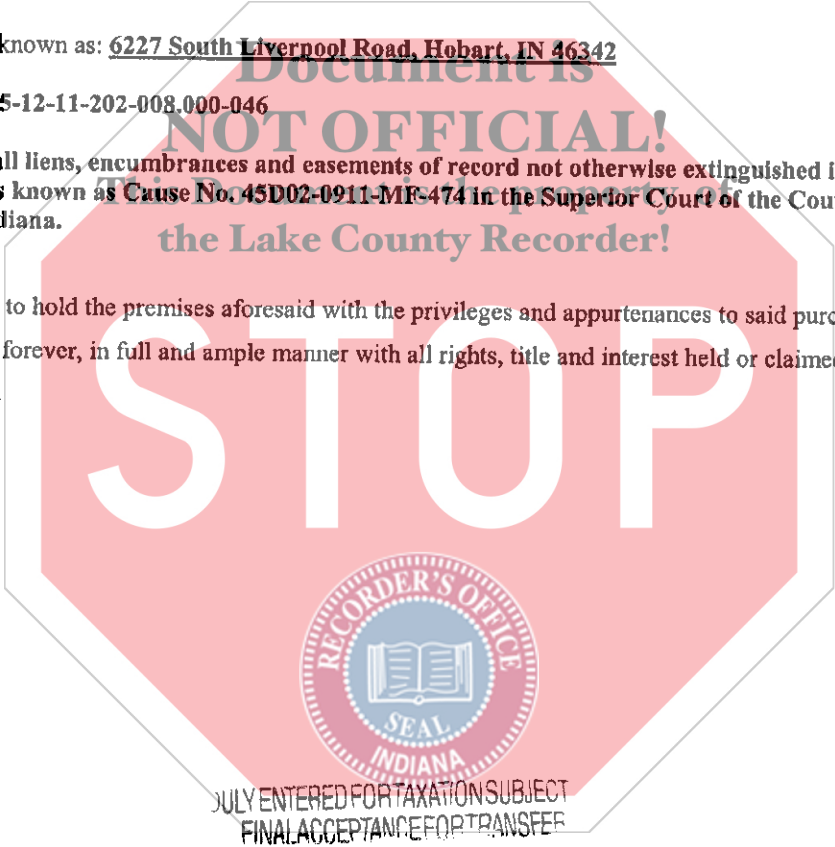 known as: 6227 South Liverpool Road, Hobart, IN 46342
Document is
5-12-11-202-008.000-046
NOT OFFICIAL!
all liens, encumbrances and easements of record not otherwise extinguished
known as Cause No. 45D02-0911-MF-474 in the Superior Court of the Cou
This Document is the property of
diana.
the Lake County Recorder!
to hold the premises aforesaid with the privileges and appurtenances to said purc
forever, in full and ample manner with all rights, title and interest held or claimed
STOP
RECORDER'S OFFICE
SEAL
INDIANA
DULY ENTERED FOR TAXATION SUBJECT
FINAL ACCEPTANCE FOR TRANSFER